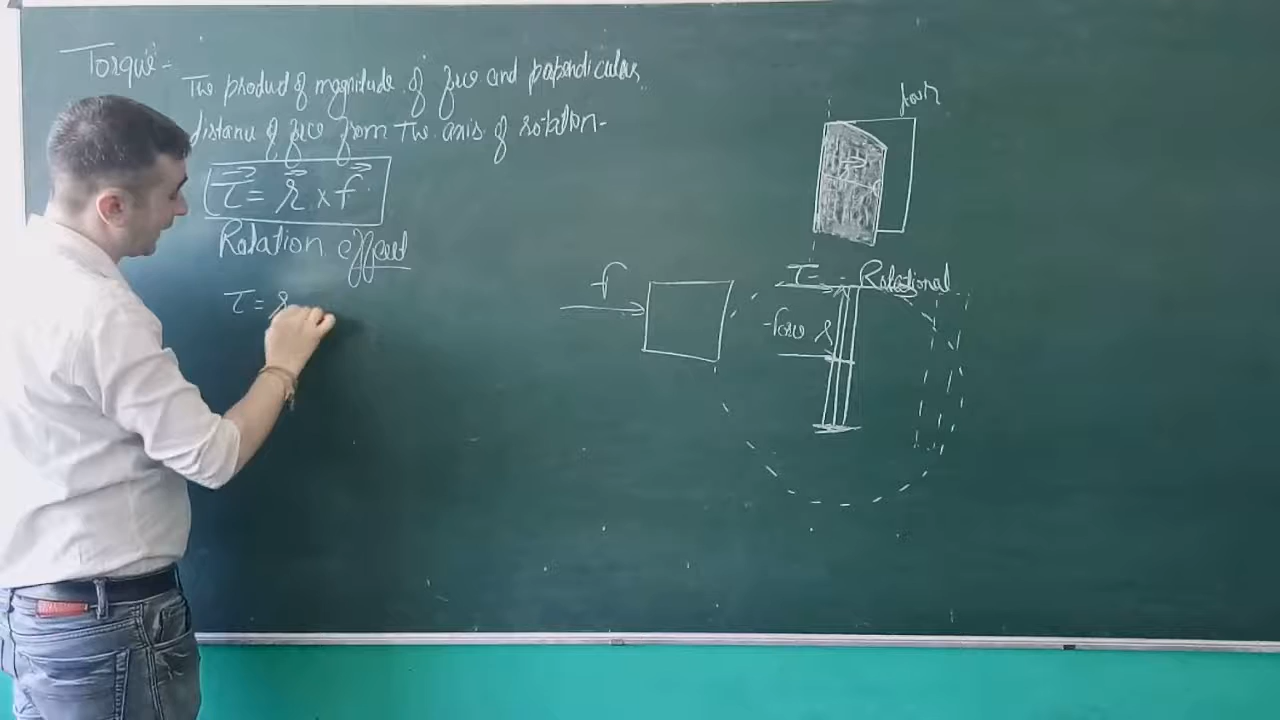 Torque -
The product of magnitude of force and perpendicular
distance of force from The axis of rotation-
τ = r x f
Rotation effect
τ = r
f
τ = - Rotational
force r